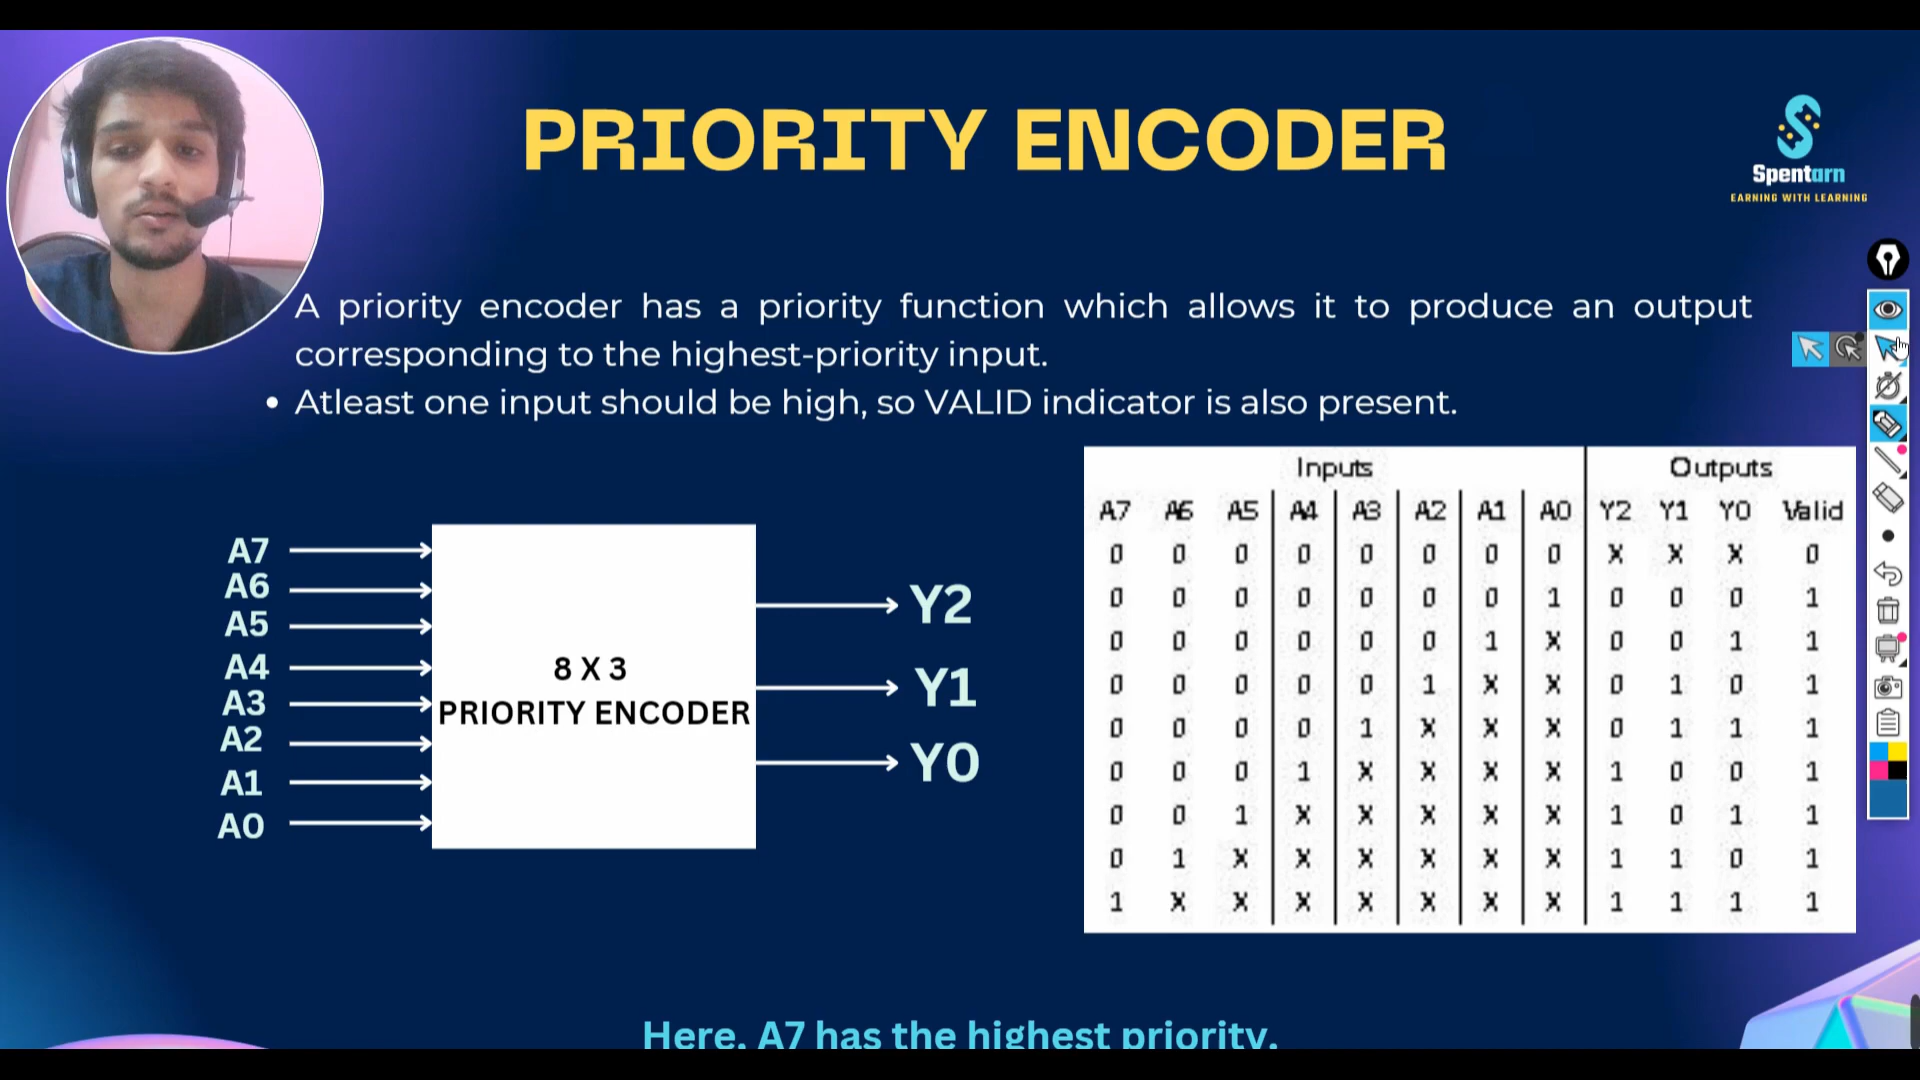 PRIORITY ENCODER
Spentarn
EARNING WITH LEARNING
A priority encoder has a priority function which allows it to produce an output
corresponding to the highest-priority input.
• Atleast one input should be high, so VALID indicator is also present.
A7
A6
A5
A4
A3
A2
A1
A0
8 X 3
PRIORITY ENCODER
Y2
Y1
Y0
Inputs Outputs
A7 A6 A5 A4 A3 A2 A1 A0 Y2 Y1 Y0 Valid
0 0 0 0 0 0 0 0 X X X 0
0 0 0 0 0 0 0 1 0 0 0 1
0 0 0 0 0 0 1 X 0 0 1 1
0 0 0 0 0 1 X X 0 1 0 1
0 0 0 0 1 X X X 0 1 1 1
0 0 0 1 X X X X 1 0 0 1
0 0 1 X X X X X 1 0 1 1
0 1 X X X X X X 1 1 0 1
1 X X X X X X X 1 1 1 1
Here, A7 has the highest priority.